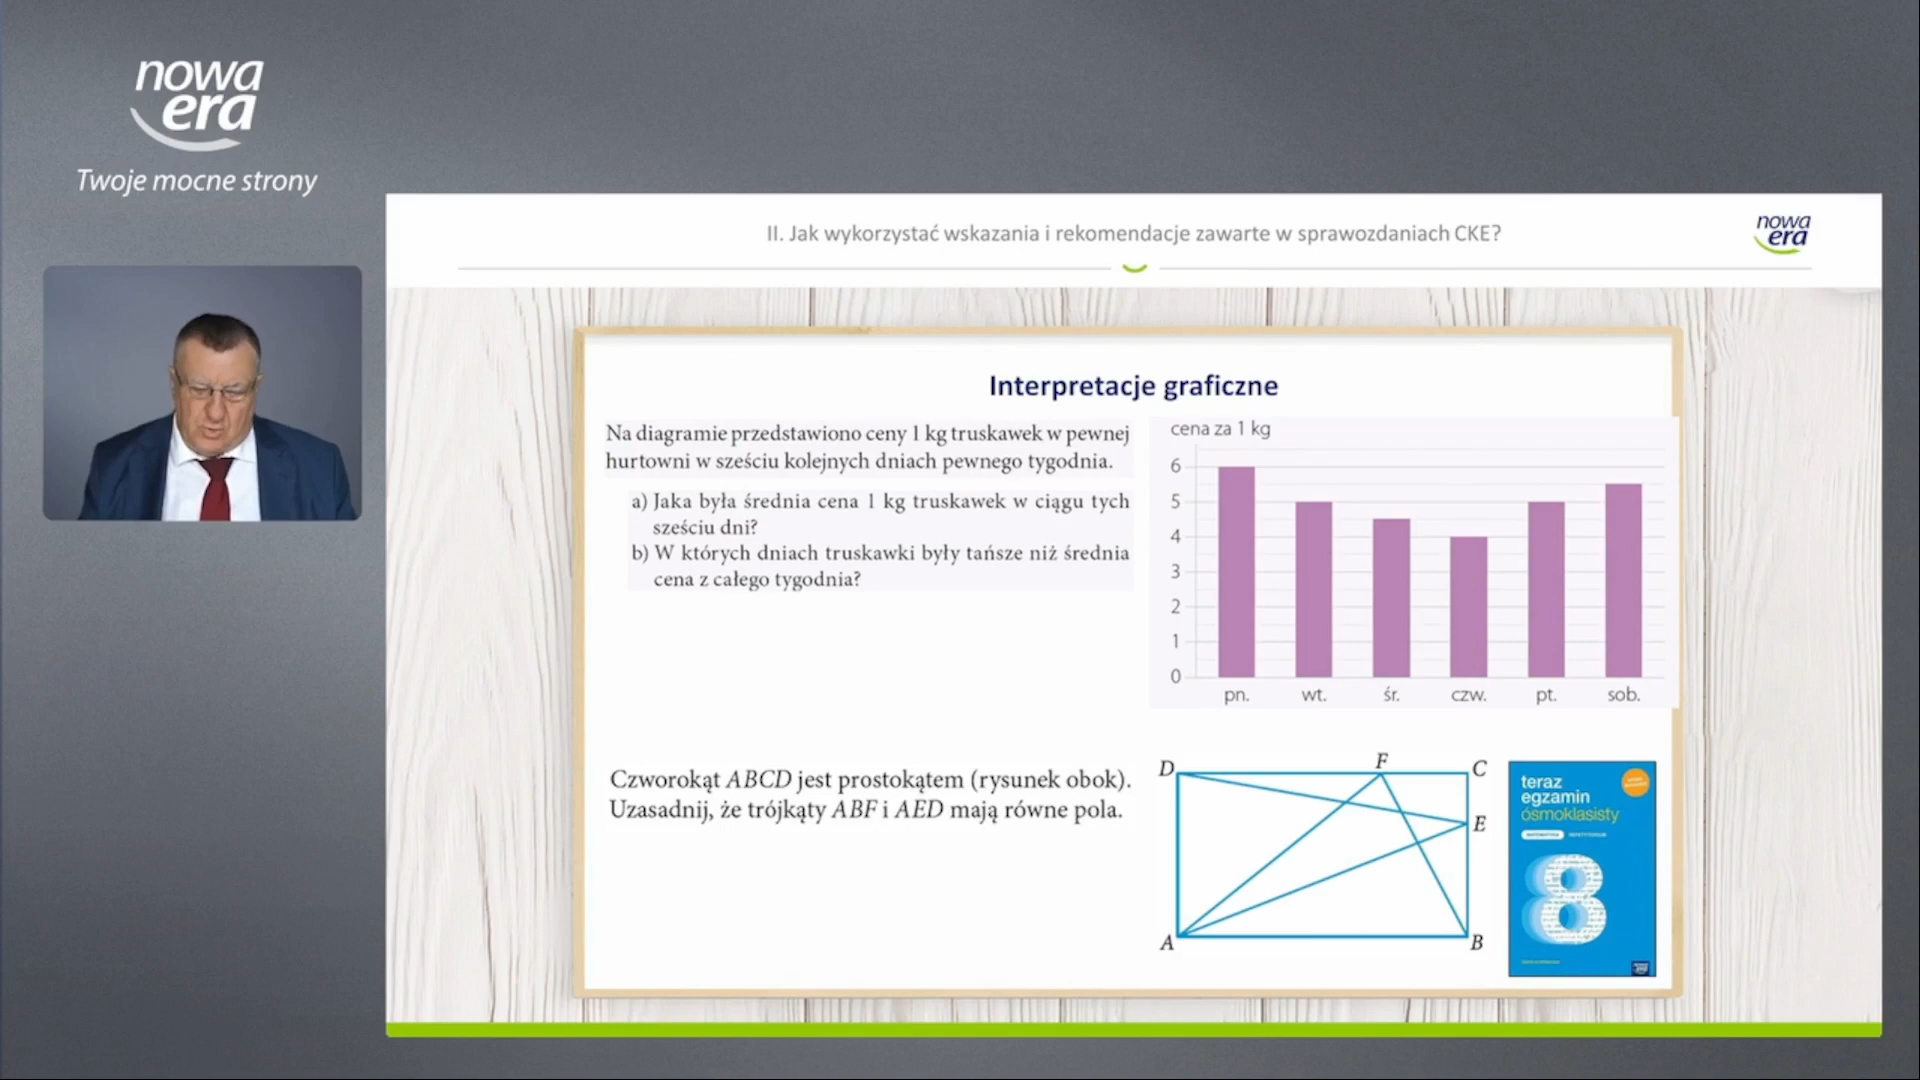 nowa
era
Twoje mocne strony
II. Jak wykorzystać wskazania i rekomendacje zawarte w sprawozdaniach CKE?
nowa
era
Interpretacje graficzne
Na diagramie przedstawiono ceny 1 kg truskawek w pewnej
hurtowni w sześciu kolejnych dniach pewnego tygodnia.
a) Jaka była średnia cena 1 kg truskawek w ciągu tych
sześciu dni?
b) W których dniach truskawki były tańsze niż średnia
cena z całego tygodnia?
cena za 1 kg
6
5
4
3
2
1
0
pn. wt. śr. czw. pt. sob.
Czworokąt ABCD jest prostokątem (rysunek obok).
Uzasadnij, że trójkąty ABF i AED mają równe pola.
D F C
E
A B
teraz
egzamin
ósmoklasisty
8